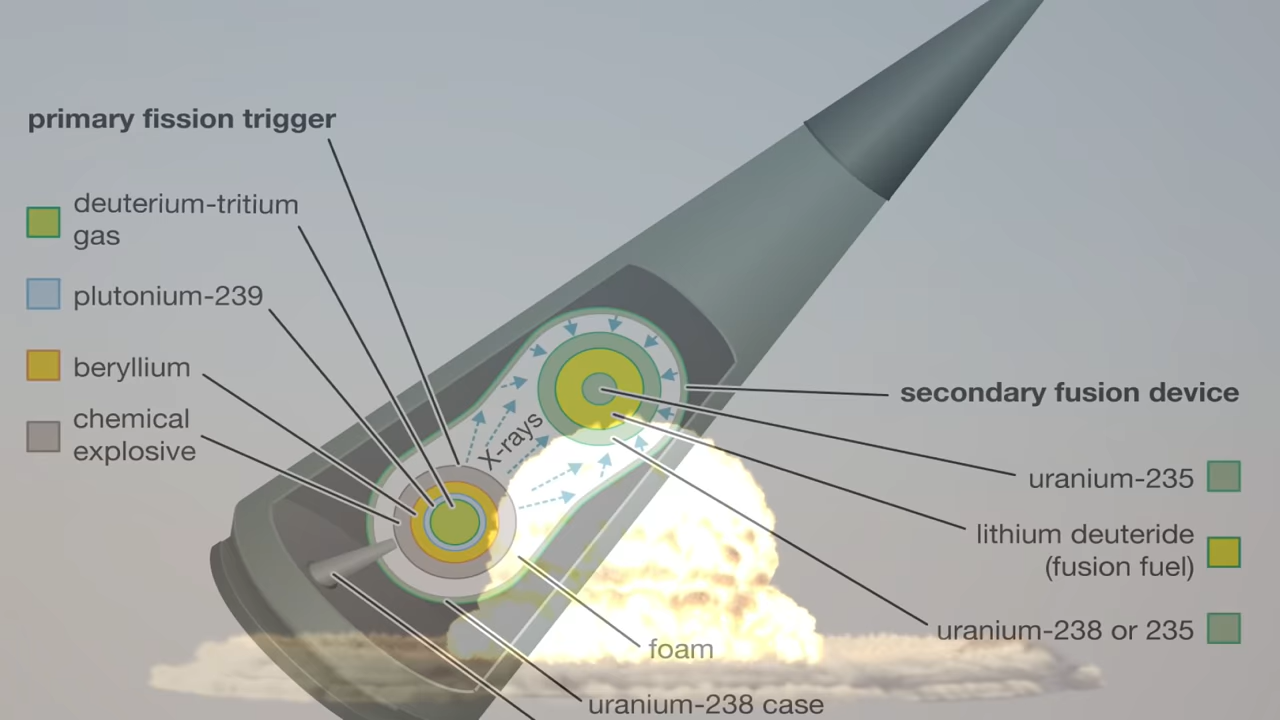 primary fission trigger
deuterium-tritium
gas
plutonium-239
beryllium
chemical
explosive
X-rays
secondary fusion device
uranium-235
lithium deuteride
(fusion fuel)
uranium-238 or 235
foam
uranium-238 case